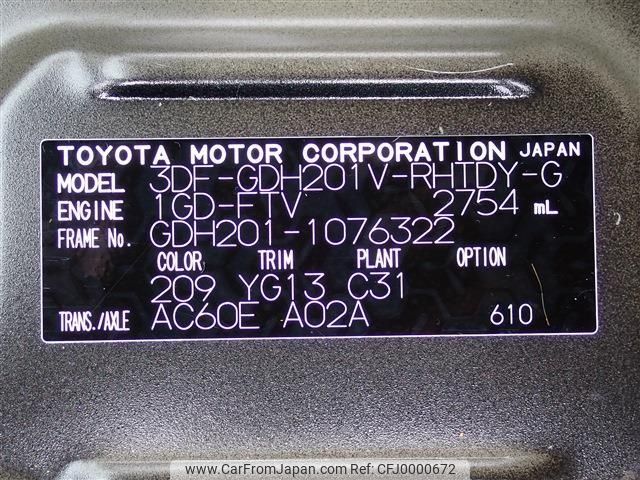 TOYOTA MOTOR CORPORATION JAPAN
MODEL 3DF-GDH201V-RHTDY-G
ENGINE 1GD-FTV 2754 mL
FRAME No. GDH201-1076322
COLOR TRIM PLANT OPTION
209 YG13 C31
TRANS./AXLE AC60E A02A 610
www.CarFromJapan.com|CFJ0000672